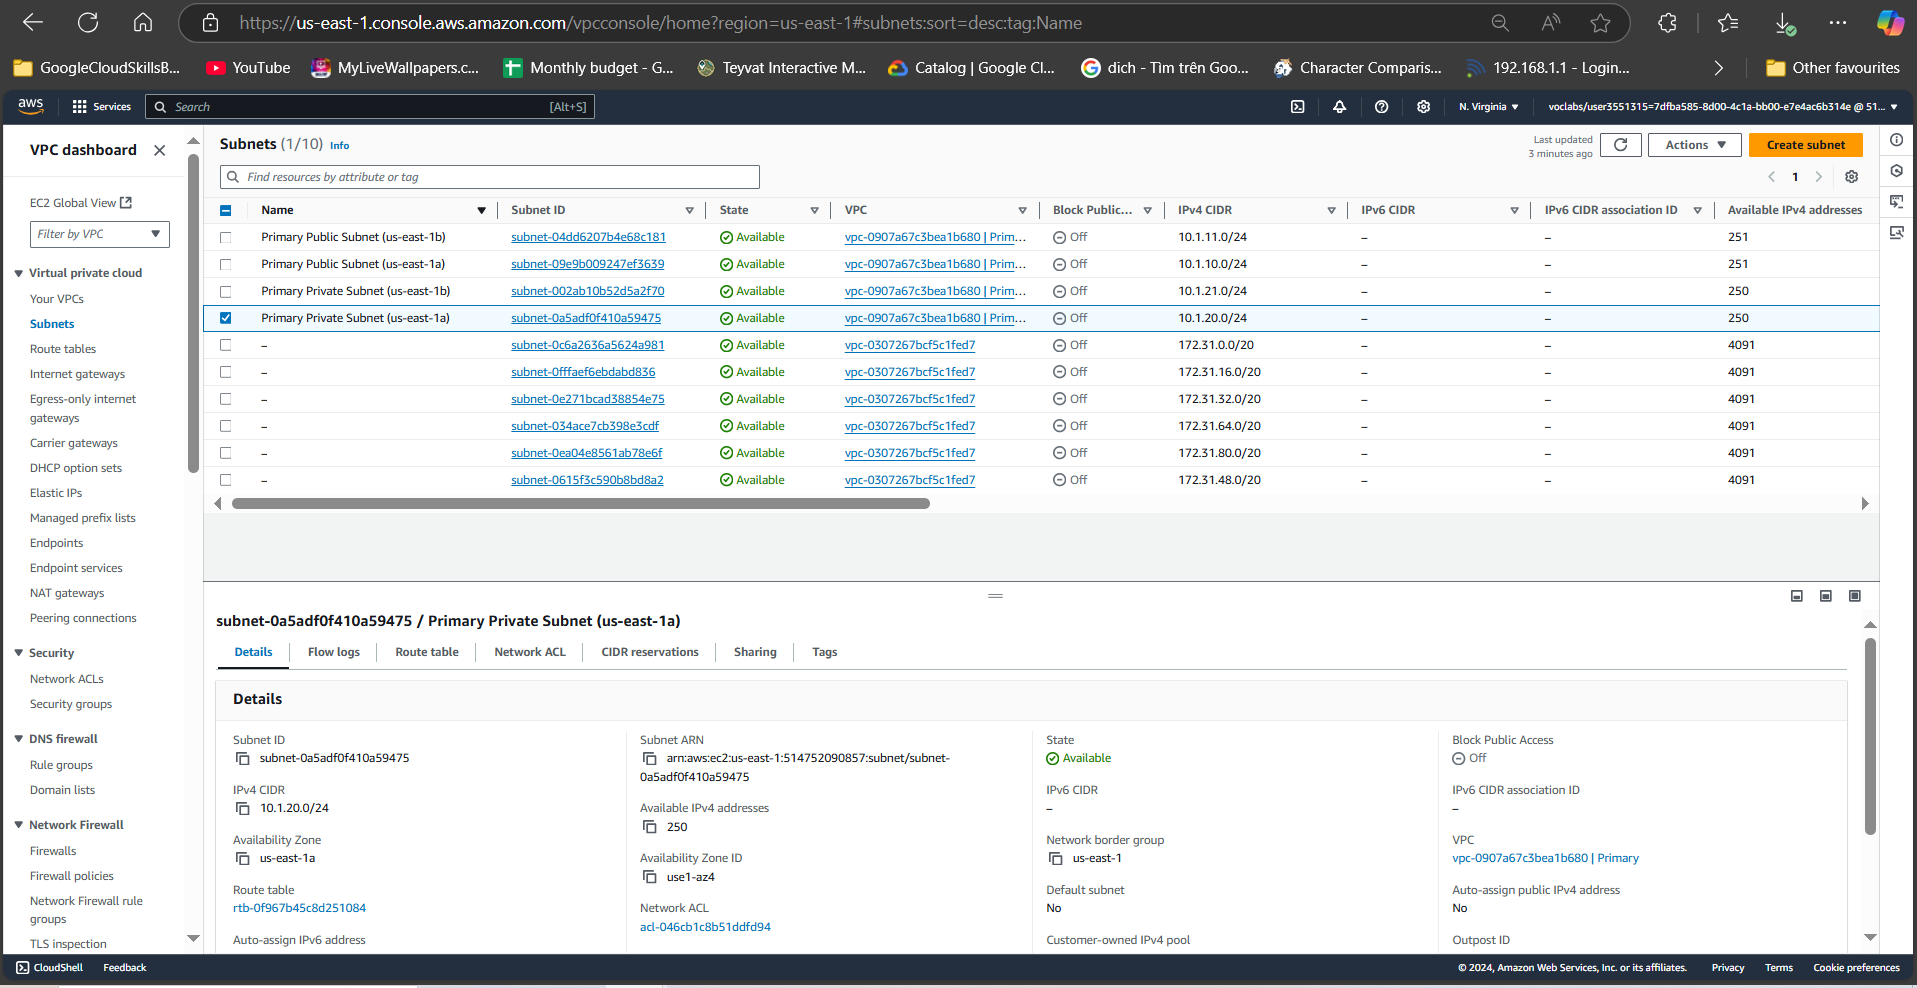 https://us-east-1.console.aws.amazon.com/vpcconsole/home?region=us-east-1#subnets:sort=desc:tag:Name
GoogleCloudSkillsB... YouTube MyLiveWallpapers.c... Monthly budget - G... Teyvat Interactive M... Catalog | Google Cl... dich - Tìm trên Goo... Character Comparis... 192.168.1.1 - Login... Other favourites
aws Services Search [Alt+S] N. Virginia voclabs/user3551315=7dfba585-8d00-4c1a-bb00-e7e4ac6b314e @ 51...
VPC dashboard
EC2 Global View
Filter by VPC
Virtual private cloud
Your VPCs
Subnets
Route tables
Internet gateways
Egress-only internet
gateways
Carrier gateways
DHCP option sets
Elastic IPs
Managed prefix lists
Endpoints
Endpoint services
NAT gateways
Peering connections
Security
Network ACLs
Security groups
DNS firewall
Rule groups
Domain lists
Network Firewall
Firewalls
Firewall policies
Network Firewall rule
groups
TLS inspection
Subnets (1/10) Info
Last updated
3 minutes ago
Actions Create subnet
Find resources by attribute or tag
1
Name Subnet ID State VPC Block Public... IPv4 CIDR IPv6 CIDR IPv6 CIDR association ID Available IPv4 addresses
Primary Public Subnet (us-east-1b) subnet-04dd6207b4e68c181 Available vpc-0907a67c3bea1b680 | Prim... Off 10.1.11.0/24 – – 251
Primary Public Subnet (us-east-1a) subnet-09e9b009247ef3639 Available vpc-0907a67c3bea1b680 | Prim... Off 10.1.10.0/24 – – 251
Primary Private Subnet (us-east-1b) subnet-002ab10b52d5a2f70 Available vpc-0907a67c3bea1b680 | Prim... Off 10.1.21.0/24 – – 250
Primary Private Subnet (us-east-1a) subnet-0a5adf0f410a59475 Available vpc-0907a67c3bea1b680 | Prim... Off 10.1.20.0/24 – – 250
– subnet-0c6a2636a5624a981 Available vpc-0307267bcf5c1fed7 Off 172.31.0.0/20 – – 4091
– subnet-0fffaef6ebdabd836 Available vpc-0307267bcf5c1fed7 Off 172.31.16.0/20 – – 4091
– subnet-0e271bcad38854e75 Available vpc-0307267bcf5c1fed7 Off 172.31.32.0/20 – – 4091
– subnet-034ace7cb398e3cdf Available vpc-0307267bcf5c1fed7 Off 172.31.64.0/20 – – 4091
– subnet-0ea04e8561ab78e6f Available vpc-0307267bcf5c1fed7 Off 172.31.80.0/20 – – 4091
– subnet-0615f3c590b8bd8a2 Available vpc-0307267bcf5c1fed7 Off 172.31.48.0/20 – – 4091
subnet-0a5adf0f410a59475 / Primary Private Subnet (us-east-1a)
Details Flow logs Route table Network ACL CIDR reservations Sharing Tags
Details
Subnet ID
subnet-0a5adf0f410a59475
IPv4 CIDR
10.1.20.0/24
Availability Zone
us-east-1a
Route table
rtb-0f967b45c8d251084
Auto-assign IPv6 address
Subnet ARN
arn:aws:ec2:us-east-1:514752090857:subnet/subnet-
0a5adf0f410a59475
Available IPv4 addresses
250
Availability Zone ID
use1-az4
Network ACL
acl-046cb1c8b51ddfd94
State
Available
IPv6 CIDR
–
Network border group
us-east-1
Default subnet
No
Customer-owned IPv4 pool
Block Public Access
Off
IPv6 CIDR association ID
–
VPC
vpc-0907a67c3bea1b680 | Primary
Auto-assign public IPv4 address
No
Outpost ID
CloudShell Feedback © 2024, Amazon Web Services, Inc. or its affiliates. Privacy Terms Cookie preferences